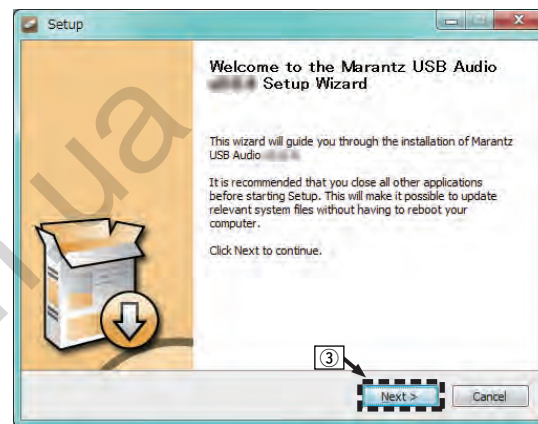 Setup
Welcome to the Marantz USB Audio
Setup Wizard
This wizard will guide you through the installation of Marantz
USB Audio
It is recommended that you close all other applications
before starting Setup. This will make it possible to update
relevant system files without having to reboot your
computer.
Click Next to continue.
③
Next >
Cancel